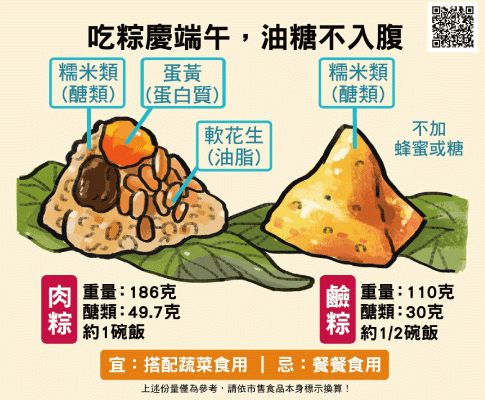 吃粽慶端午，油糖不入腹
糯米類
(醣類)
蛋黃
(蛋白質)
軟花生
(油脂)
糯米類
(醣類)
不加
蜂蜜或糖
肉粽
重量：186克
醣類：49.7克
約1碗飯
鹼粽
重量：110克
醣類：30克
約1/2碗飯
宜：搭配蔬菜食用 | 忌：餐餐食用
上述份量僅為參考，請依市售食品本身標示換算！